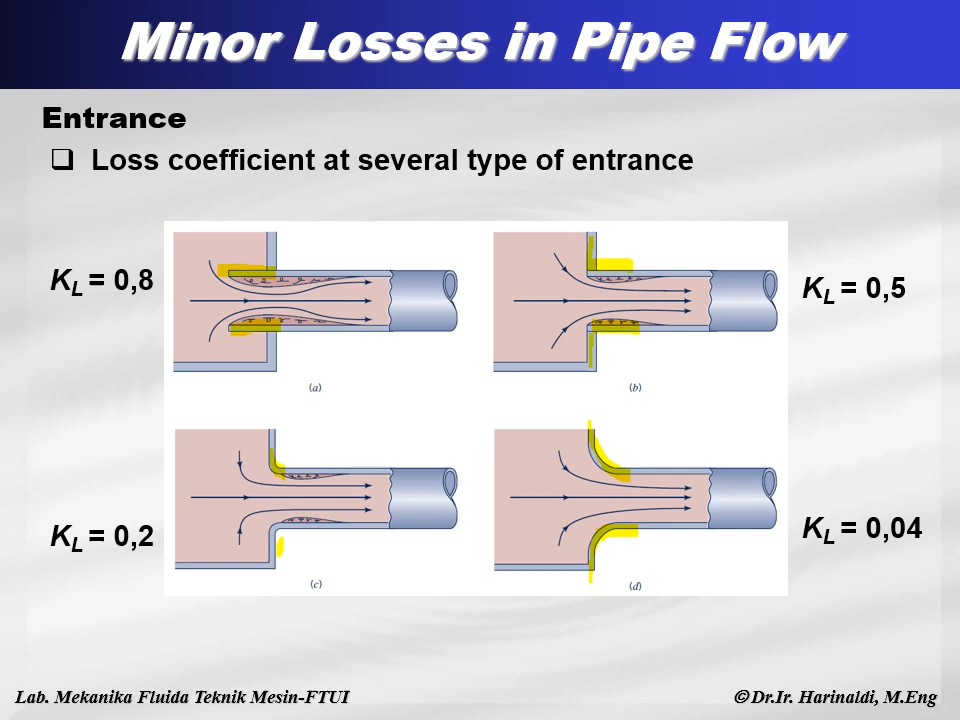 Minor Losses in Pipe Flow
Entrance
❑ Loss coefficient at several type of entrance
KL = 0,8
KL = 0,5
(a)
(b)
KL = 0,2
KL = 0,04
(c)
(d)
Lab. Mekanika Fluida Teknik Mesin-FTUI
© Dr.Ir. Harinaldi, M.Eng